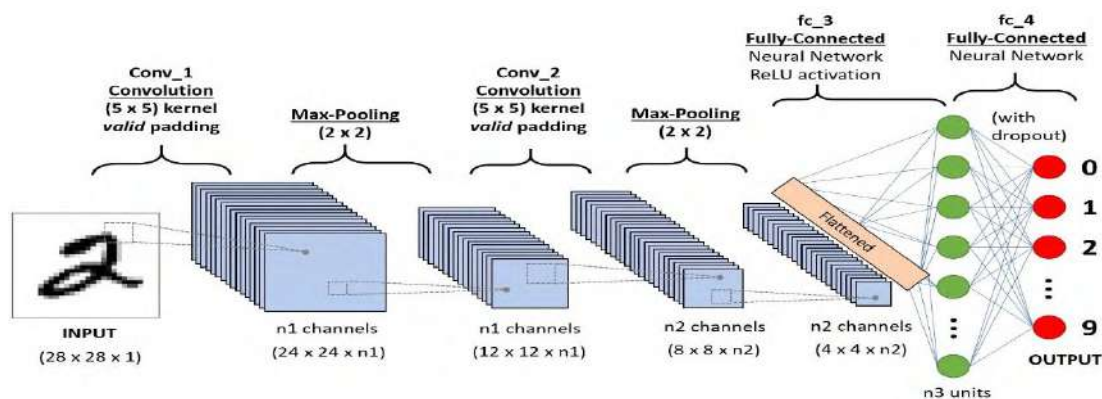 fc_3
Fully-Connected
Neural Network
ReLU activation
fc_4
Fully-Connected
Neural Network
Conv_1
Convolution
(5 x 5) kernel
valid padding
Max-Pooling
(2 x 2)
Conv_2
Convolution
(5 x 5) kernel
valid padding
Max-Pooling
(2 x 2)
(with
dropout)
0
1
2
9
Flattened
INPUT
(28 x 28 x 1)
n1 channels
(24 x 24 x n1)
n1 channels
(12 x 12 x n1)
n2 channels
(8 x 8 x n2)
n2 channels
(4 x 4 x n2)
n3 units
OUTPUT
2